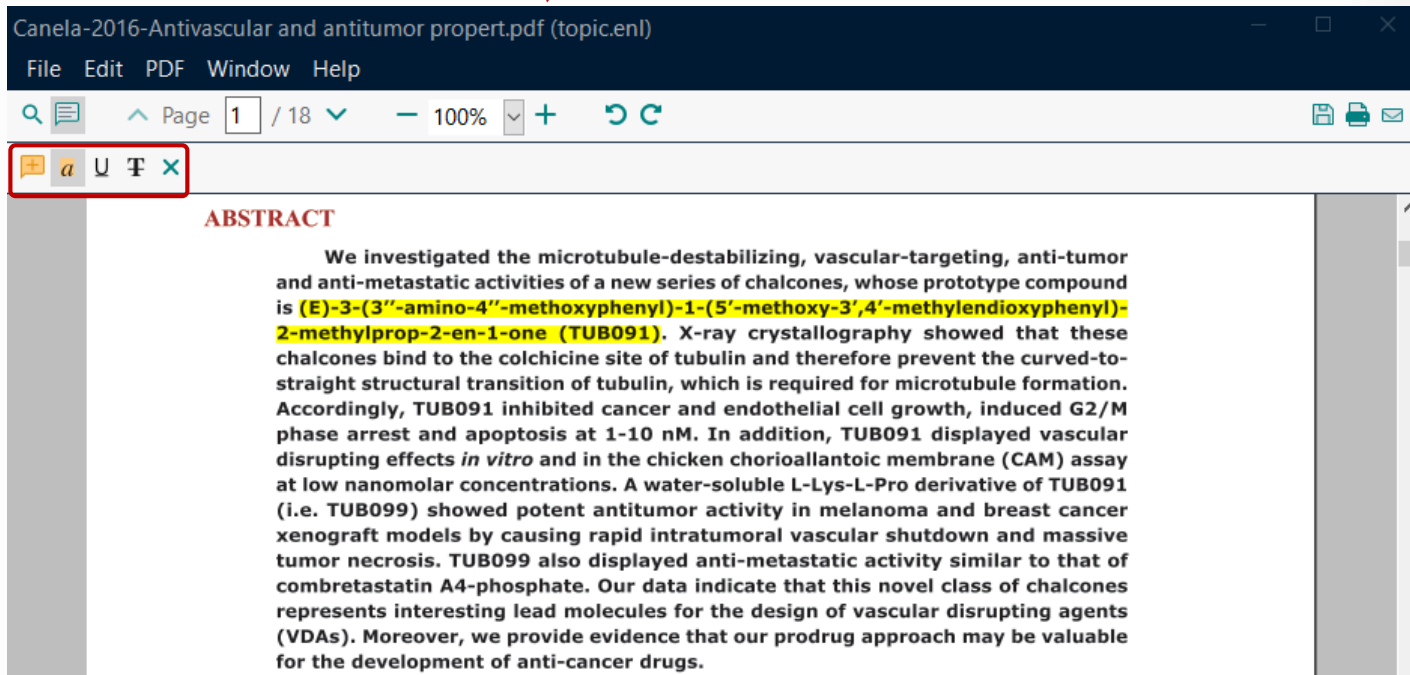 Canela-2016-Antivascular and antitumor propert.pdf (topic.enl)
File Edit PDF Window Help
Page 1 / 18 100%
a U T
ABSTRACT
We investigated the microtubule-destabilizing, vascular-targeting, anti-tumor
and anti-metastatic activities of a new series of chalcones, whose prototype compound
is (E)-3-(3′′-amino-4′′-methoxyphenyl)-1-(5′-methoxy-3′,4′-methylendioxyphenyl)-
2-methylprop-2-en-1-one (TUB091). X-ray crystallography showed that these
chalcones bind to the colchicine site of tubulin and therefore prevent the curved-to-
straight structural transition of tubulin, which is required for microtubule formation.
Accordingly, TUB091 inhibited cancer and endothelial cell growth, induced G2/M
phase arrest and apoptosis at 1-10 nM. In addition, TUB091 displayed vascular
disrupting effects in vitro and in the chicken chorioallantoic membrane (CAM) assay
at low nanomolar concentrations. A water-soluble L-Lys-L-Pro derivative of TUB091
(i.e. TUB099) showed potent antitumor activity in melanoma and breast cancer
xenograft models by causing rapid intratumoral vascular shutdown and massive
tumor necrosis. TUB099 also displayed anti-metastatic activity similar to that of
combretastatin A4-phosphate. Our data indicate that this novel class of chalcones
represents interesting lead molecules for the design of vascular disrupting agents
(VDAs). Moreover, we provide evidence that our prodrug approach may be valuable
for the development of anti-cancer drugs.